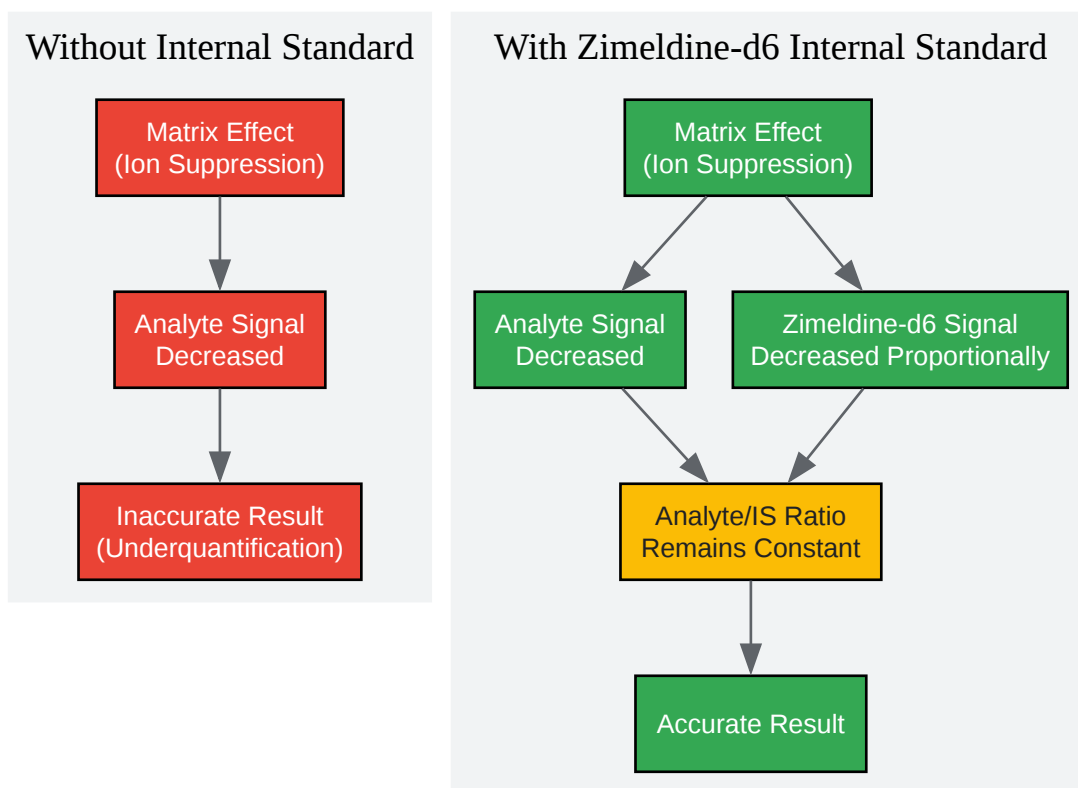 Without Internal Standard
Matrix Effect
(Ion Suppression)
Analyte Signal
Decreased
Inaccurate Result
(Underquantification)
With Zimeldine-d6 Internal Standard
Matrix Effect
(Ion Suppression)
Analyte Signal
Decreased
Zimeldine-d6 Signal
Decreased Proportionally
Analyte/IS Ratio
Remains Constant
Accurate Result